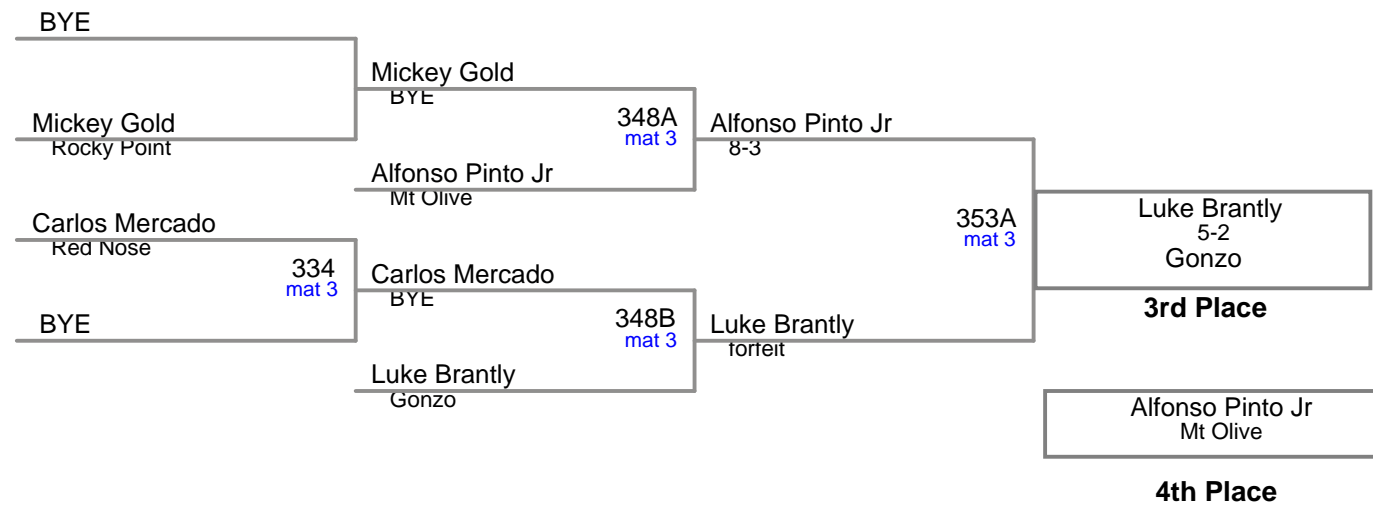 BYE
Mickey Gold
BYE
348A
mat 3
Mickey Gold
Rocky Point
Alfonso Pinto Jr
8-3
Alfonso Pinto Jr
Mt Olive
Carlos Mercado
Red Nose
334
mat 3
Carlos Mercado
BYE
353A
mat 3
Luke Brantly
5-2
Gonzo
3rd Place
BYE
348B
mat 3
Luke Brantly
forfeit
Luke Brantly
Gonzo
Alfonso Pinto Jr
Mt Olive
4th Place